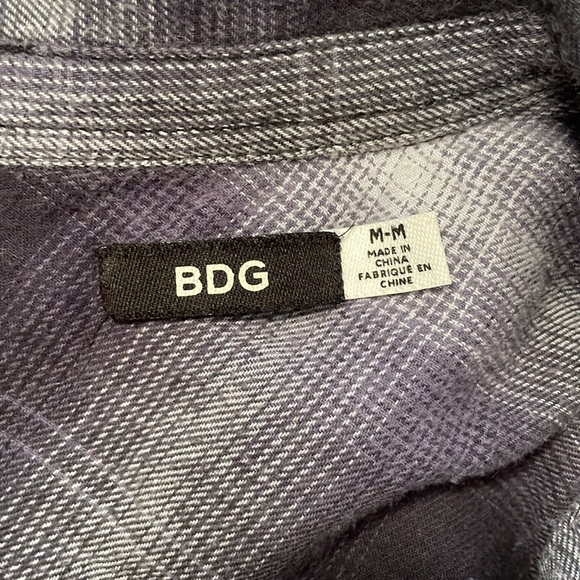 BDG
M-M
MADE IN
CHINA
FABRIQUÉ EN
CHINE